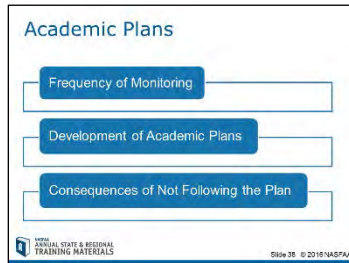 Academic Plans
Frequency of Monitoring
Development of Academic Plans
Consequences of Not Following the Plan
NASFAA
ANNUAL STATE & REGIONAL
TRAINING MATERIALS
Slide 38 © 2016 NASFAA